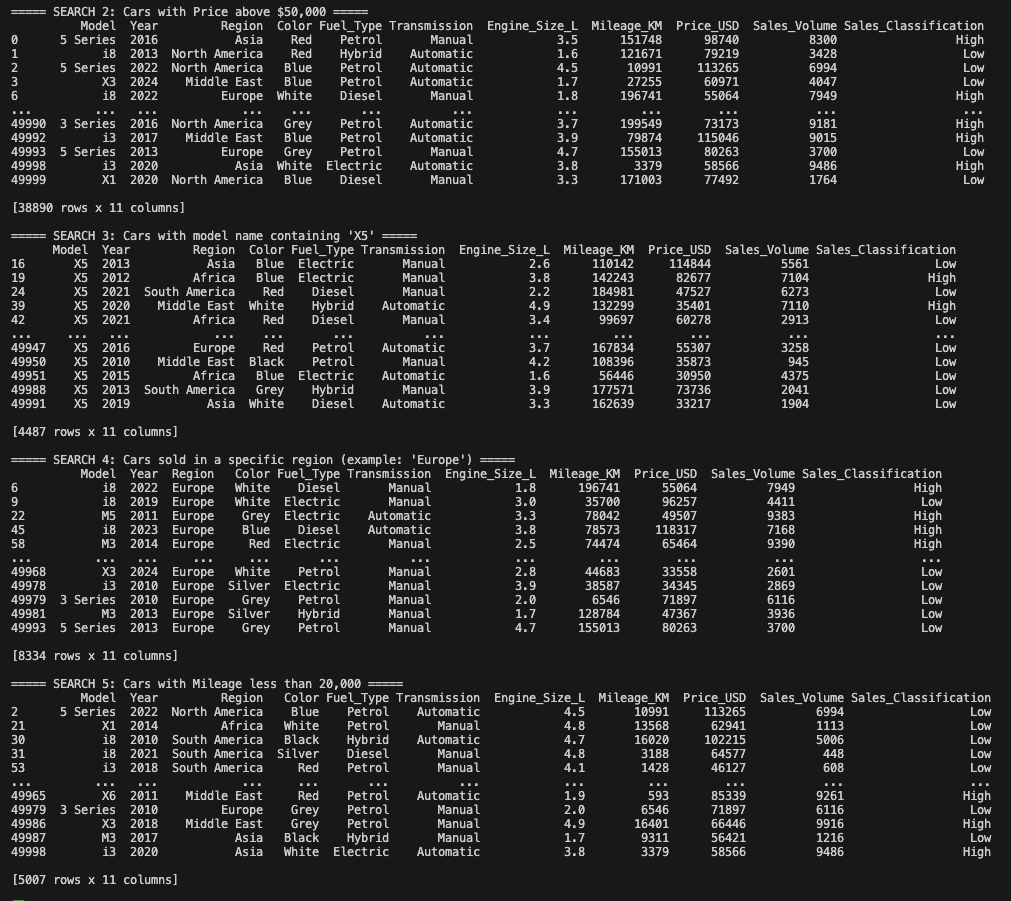 ===== SEARCH 2: Cars with Price above $50,000 =====
Model Year Region Color Fuel_Type Transmission Engine_Size_L Mileage_KM Price_USD Sales_Volume Sales_Classification
0 5 Series 2016 Asia Red Petrol Manual 3.5 151748 98740 8300 High
1 i8 2013 North America Red Hybrid Automatic 1.6 121671 79219 3428 Low
2 5 Series 2022 North America Blue Petrol Automatic 4.5 10991 113265 6994 Low
3 X3 2024 Middle East Blue Petrol Automatic 1.7 27255 60971 4047 Low
6 i8 2022 Europe White Diesel Manual 1.8 196741 55064 7949 High
... ... ... ... ... ... ... ... ... ... ... ...
49990 3 Series 2016 North America Grey Petrol Automatic 3.7 199549 73173 9181 High
49992 i3 2017 Middle East Blue Petrol Automatic 3.9 79874 115046 9015 High
49993 5 Series 2013 Europe Grey Petrol Manual 4.7 155013 80263 3700 Low
49998 i3 2020 Asia White Electric Automatic 3.8 3379 58566 9486 High
49999 X1 2020 North America Blue Diesel Manual 3.3 171003 77492 1764 Low
[38890 rows x 11 columns]
===== SEARCH 3: Cars with model name containing 'X5' =====
Model Year Region Color Fuel_Type Transmission Engine_Size_L Mileage_KM Price_USD Sales_Volume Sales_Classification
16 X5 2013 Asia Blue Electric Manual 2.6 110142 114844 5561 Low
19 X5 2012 Africa Blue Electric Manual 3.8 142243 82677 7104 High
24 X5 2021 South America Red Diesel Manual 2.2 184981 47527 6273 Low
39 X5 2020 Middle East White Hybrid Automatic 4.9 132299 35401 7110 High
42 X5 2021 Africa Red Diesel Manual 3.4 99697 60278 2913 Low
... ... ... ... ... ... ... ... ... ... ... ...
49947 X5 2016 Europe Red Petrol Automatic 3.7 167834 55307 3258 Low
49950 X5 2010 Middle East Black Petrol Manual 4.2 108396 35873 945 Low
49951 X5 2015 Africa Blue Electric Automatic 1.6 56446 30950 4375 Low
49988 X5 2013 South America Grey Hybrid Manual 3.9 177571 73736 2041 Low
49991 X5 2019 Asia White Diesel Automatic 3.3 162639 33217 1904 Low
[4487 rows x 11 columns]
===== SEARCH 4: Cars sold in a specific region (example: 'Europe') =====
Model Year Region Color Fuel_Type Transmission Engine_Size_L Mileage_KM Price_USD Sales_Volume Sales_Classification
6 i8 2022 Europe White Diesel Manual 1.8 196741 55064 7949 High
9 i8 2019 Europe White Electric Manual 3.0 35700 96257 4411 Low
22 M5 2011 Europe Grey Electric Automatic 3.3 78042 49507 9383 High
45 i8 2023 Europe Blue Diesel Automatic 3.8 78573 118317 7168 High
58 M3 2014 Europe Red Electric Manual 2.5 74474 65464 9390 High
... ... ... ... ... ... ... ... ... ... ... ...
49968 X3 2024 Europe White Petrol Manual 2.8 44683 33558 2601 Low
49978 i3 2010 Europe Silver Electric Manual 3.9 38587 34345 2869 Low
49979 3 Series 2010 Europe Grey Petrol Manual 2.0 6546 71897 6116 Low
49981 M3 2013 Europe Silver Hybrid Manual 1.7 128784 47367 3936 Low
49993 5 Series 2013 Europe Grey Petrol Manual 4.7 155013 80263 3700 Low
[8334 rows x 11 columns]
===== SEARCH 5: Cars with Mileage less than 20,000 =====
Model Year Region Color Fuel_Type Transmission Engine_Size_L Mileage_KM Price_USD Sales_Volume Sales_Classification
2 5 Series 2022 North America Blue Petrol Automatic 4.5 10991 113265 6994 Low
21 X1 2014 Africa White Petrol Manual 4.8 13568 62941 1113 Low
30 i8 2010 South America Black Hybrid Automatic 4.7 16020 102215 5006 Low
31 i8 2021 South America Silver Diesel Manual 4.8 3188 64577 448 Low
53 i3 2018 South America Red Petrol Manual 4.1 1428 46127 608 Low
... ... ... ... ... ... ... ... ... ... ... ...
49965 X6 2011 Middle East Red Petrol Automatic 1.9 593 85339 9261 High
49979 3 Series 2010 Europe Grey Petrol Manual 2.0 6546 71897 6116 Low
49986 X3 2018 Middle East Grey Petrol Manual 4.9 16401 66446 9916 High
49987 M3 2017 Asia Black Hybrid Manual 1.7 9311 56421 1216 Low
49998 i3 2020 Asia White Electric Automatic 3.8 3379 58566 9486 High
[5007 rows x 11 columns]